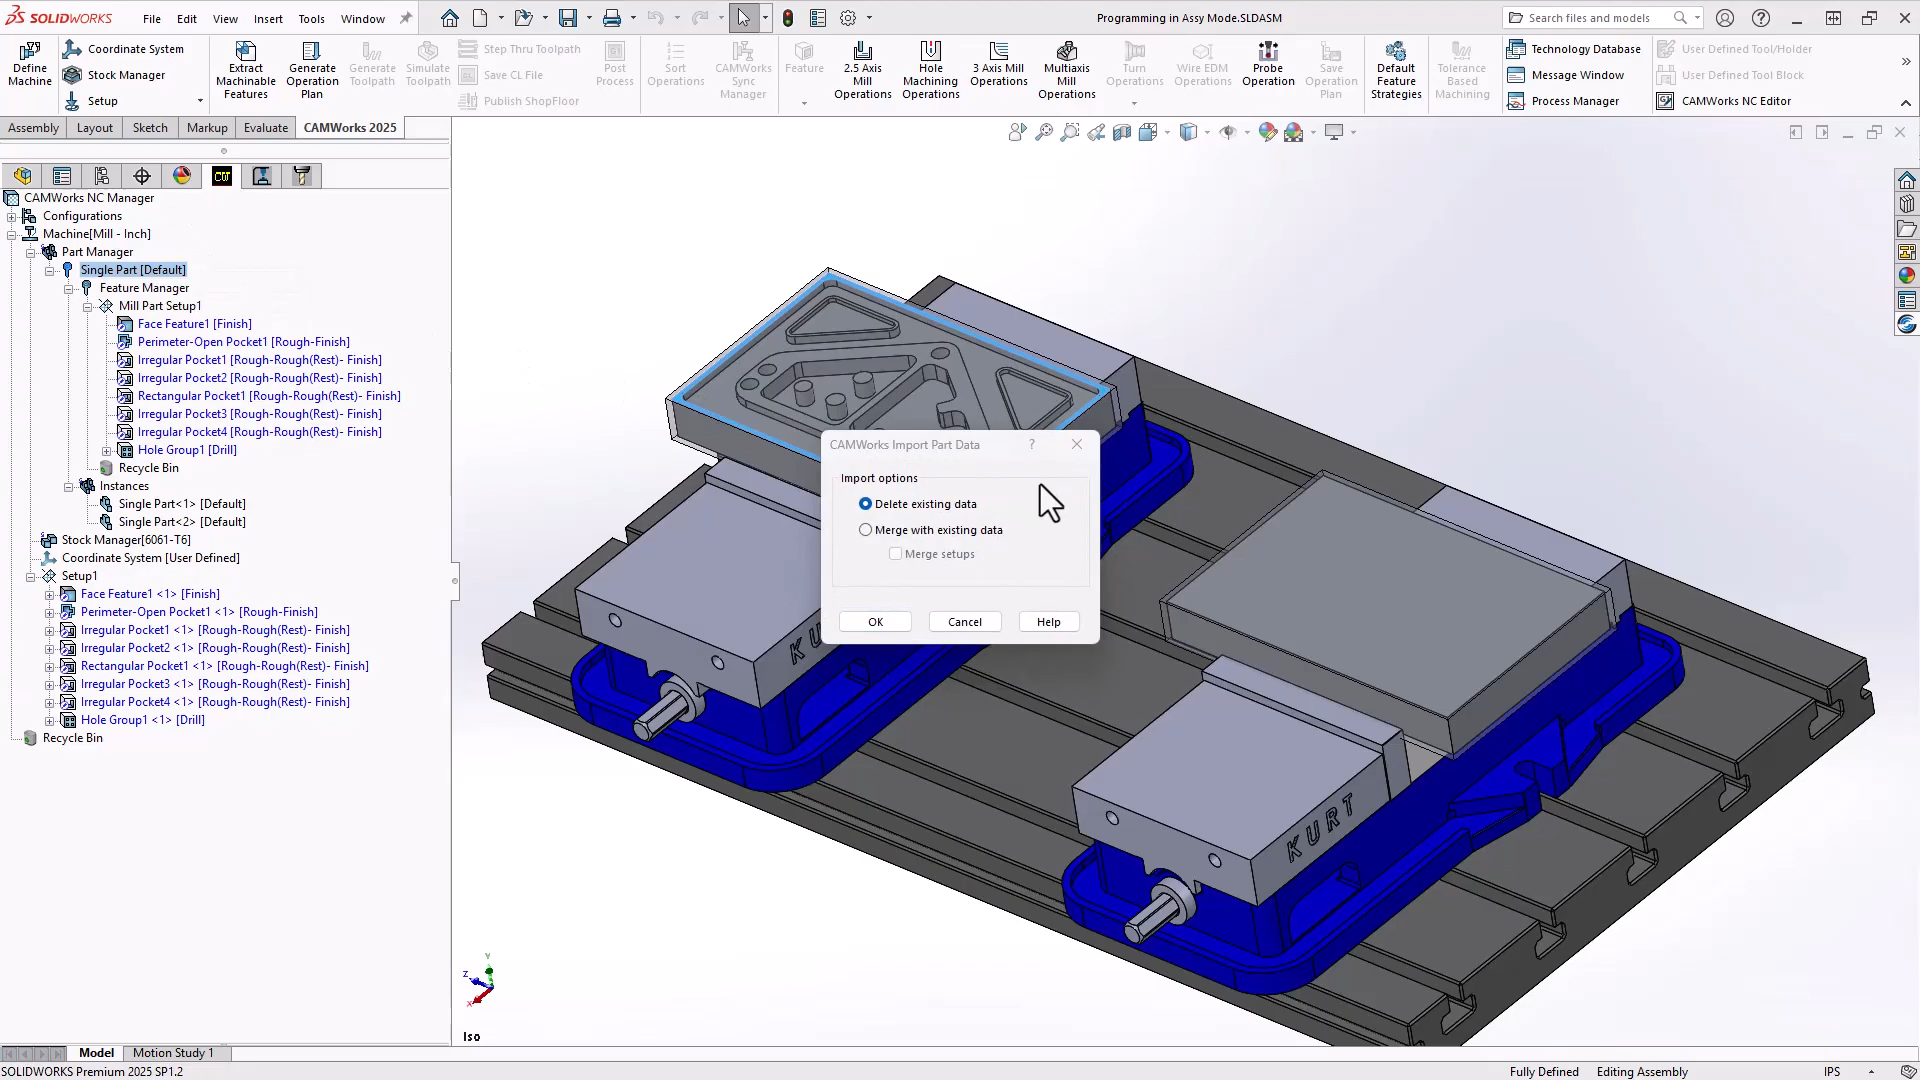 SOLIDWORKS File Edit View Insert Tools Window
Programming in Assy Mode.SLDASM
Search files and models
Define Machine
Coordinate System
Stock Manager
Setup
Extract Machinable Features
Generate Operation Plan
Generate Toolpath
Simulate Toolpath
Step Thru Toolpath
Save CL File
Publish ShopFloor
Post Process
Sort Operations
CAMWorks Sync Manager
Feature
2.5 Axis Mill Operations
Hole Machining Operations
3 Axis Mill Operations
Multiaxis Mill Operations
Turn Operations
Wire EDM Operations
Probe Operation
Save Operation Plan
Default Feature Strategies
Tolerance Based Machining
Technology Database
Message Window
Process Manager
User Defined Tool/Holder
User Defined Tool Block
CAMWorks NC Editor
Assembly Layout Sketch Markup Evaluate CAMWorks 2025
CAMWorks NC Manager
Configurations
Machine[Mill - Inch]
Part Manager
Single Part [Default]
Feature Manager
Mill Part Setup1
Face Feature1 [Finish]
Perimeter-Open Pocket1 [Rough-Finish]
Irregular Pocket1 [Rough-Rough(Rest)- Finish]
Irregular Pocket2 [Rough-Rough(Rest)- Finish]
Rectangular Pocket1 [Rough-Rough(Rest)- Finish]
Irregular Pocket3 [Rough-Rough(Rest)- Finish]
Irregular Pocket4 [Rough-Rough(Rest)- Finish]
Hole Group1 [Drill]
Recycle Bin
Instances
Single Part<1> [Default]
Single Part<2> [Default]
Stock Manager[6061-T6]
Coordinate System [User Defined]
Setup1
Face Feature1 <1> [Finish]
Perimeter-Open Pocket1 <1> [Rough-Finish]
Irregular Pocket1 <1> [Rough-Rough(Rest)- Finish]
Irregular Pocket2 <1> [Rough-Rough(Rest)- Finish]
Rectangular Pocket1 <1> [Rough-Rough(Rest)- Finish]
Irregular Pocket3 <1> [Rough-Rough(Rest)- Finish]
Irregular Pocket4 <1> [Rough-Rough(Rest)- Finish]
Hole Group1 <1> [Drill]
Recycle Bin
CAMWorks Import Part Data
Import options
Delete existing data
Merge with existing data
Merge setups
OK Cancel Help
KU
KURT
Y
Z
X
Iso
Model Motion Study 1
SOLIDWORKS Premium 2025 SP1.2
Fully Defined Editing Assembly IPS